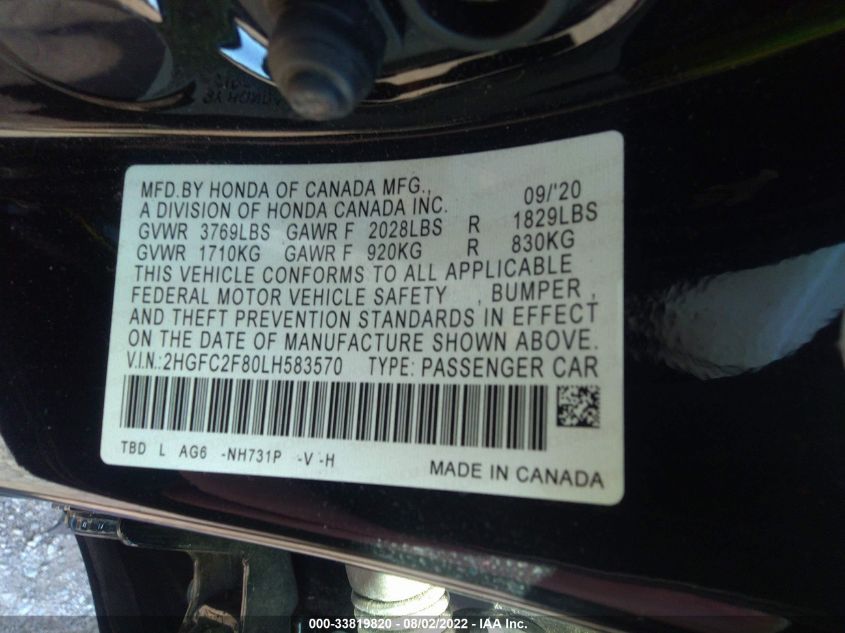 MFD.BY HONDA OF CANADA MFG., 09/'20
A DIVISION OF HONDA CANADA INC.
GVWR 3769LBS GAWR F 2028LBS R 1829LBS
GVWR 1710KG GAWR F 920KG R 830KG
THIS VEHICLE CONFORMS TO ALL APPLICABLE
FEDERAL MOTOR VEHICLE SAFETY , BUMPER ,
AND THEFT PREVENTION STANDARDS IN EFFECT
ON THE DATE OF MANUFACTURE SHOWN ABOVE.
V.I.N.:2HGFC2F80LH583570 TYPE: PASSENGER CAR
TBD L AG6 -NH731P -V -H
MADE IN CANADA
000-33819820 - 08/02/2022 - IAA Inc.